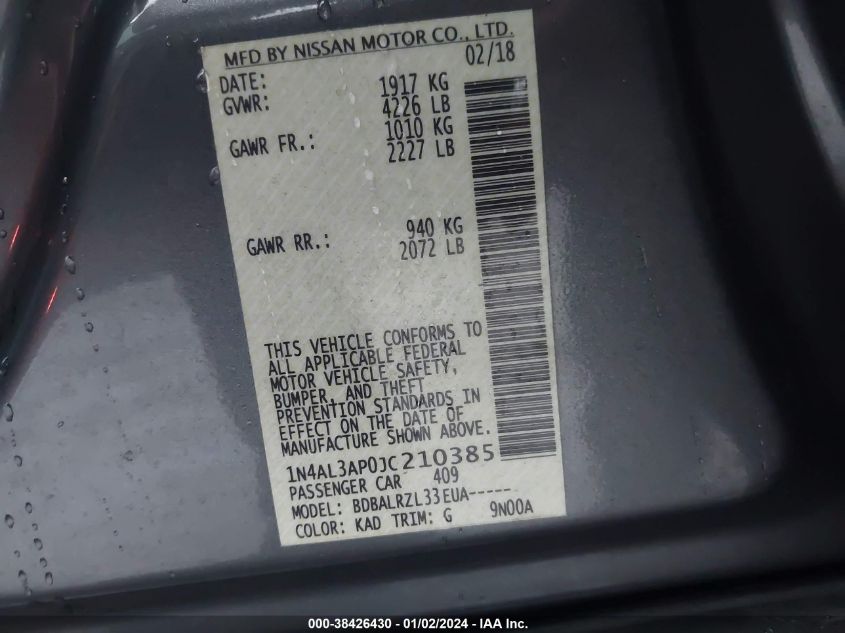 MFD BY NISSAN MOTOR CO., LTD.
DATE: 02/18
GVWR: 1917 KG
4226 LB
GAWR FR.: 1010 KG
2227 LB
GAWR RR.: 940 KG
2072 LB
THIS VEHICLE CONFORMS TO
ALL APPLICABLE FEDERAL
MOTOR VEHICLE SAFETY,
BUMPER, AND THEFT
PREVENTION STANDARDS IN
EFFECT ON THE DATE OF
MANUFACTURE SHOWN ABOVE.
1N4AL3AP0JC210385
PASSENGER CAR 409
MODEL: BDBALRZL33EUA-----
COLOR: KAD TRIM: G 9N00A
000-38426430 - 01/02/2024 - IAA Inc.